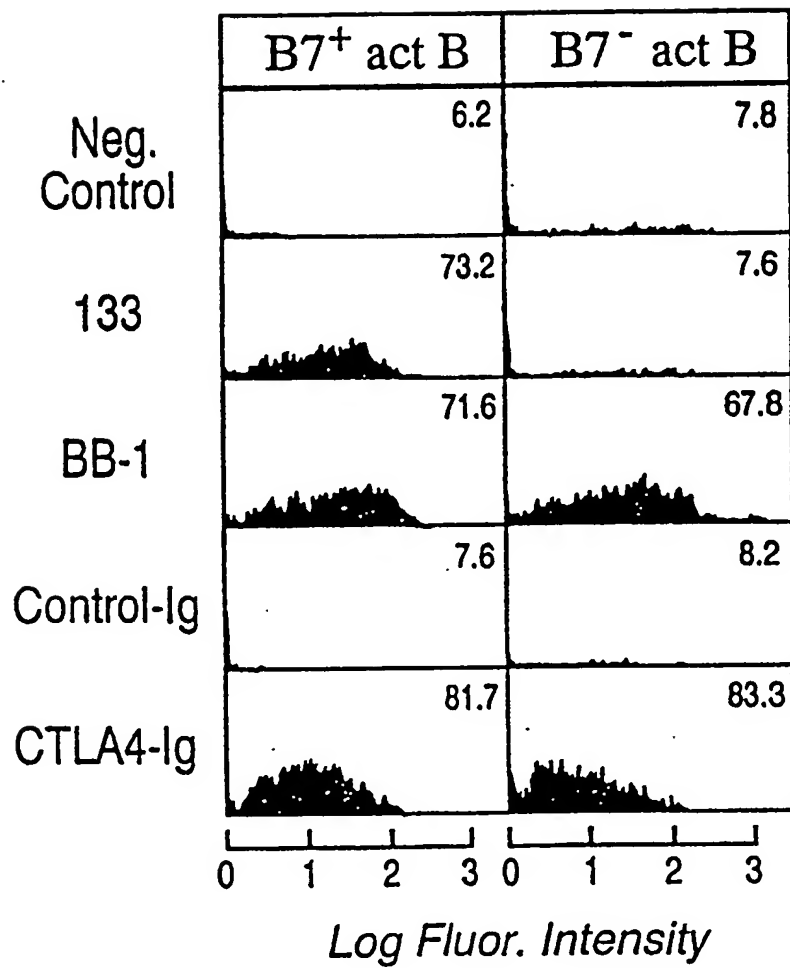 B7⁺ act B B7⁻ act B
Neg. Control 6.2 7.8
133 73.2 7.6
BB-1 71.6 67.8
Control-Ig 7.6 8.2
CTLA4-Ig 81.7 83.3
0 1 2 3 0 1 2 3
Log Fluor. Intensity